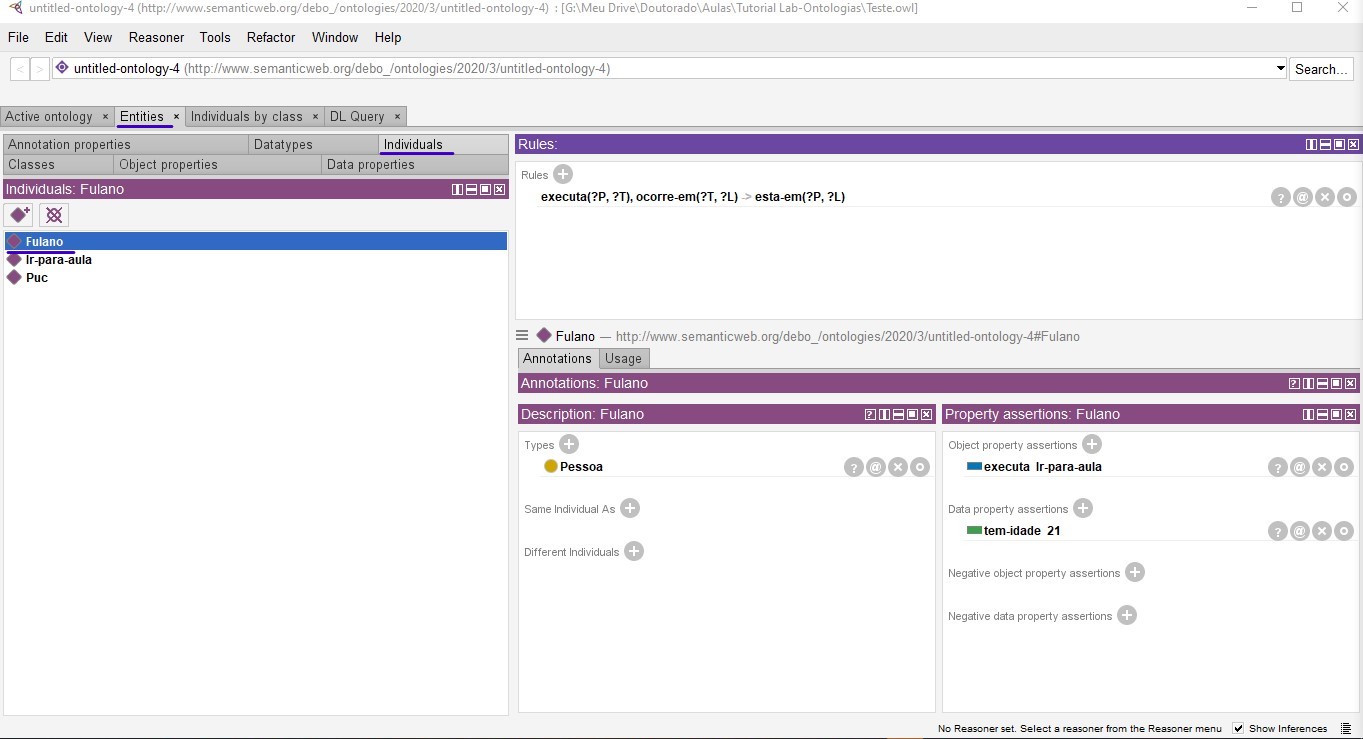 untitled-ontology-4 (http://www.semanticweb.org/debo_/ontologies/2020/3/untitled-ontology-4) : [G:\Meu Drive\Doutorado\Aulas\Tutorial Lab-Ontologias\Teste.owl]
File Edit View Reasoner Tools Refactor Window Help
< > untitled-ontology-4 (http://www.semanticweb.org/debo_/ontologies/2020/3/untitled-ontology-4) Search...
Active ontology × Entities × Individuals by class × DL Query ×
Annotation properties Datatypes Individuals
Classes Object properties Data properties
Individuals: Fulano
Fulano
Ir-para-aula
Puc
Rules:
Rules
executa(?P, ?T), ocorre-em(?T, ?L) -> esta-em(?P, ?L)
Fulano — http://www.semanticweb.org/debo_/ontologies/2020/3/untitled-ontology-4#Fulano
Annotations Usage
Annotations: Fulano
Description: Fulano
Types
Pessoa
Same Individual As
Different Individuals
Property assertions: Fulano
Object property assertions
executa Ir-para-aula
Data property assertions
tem-idade 21
Negative object property assertions
Negative data property assertions
No Reasoner set. Select a reasoner from the Reasoner menu Show Inferences